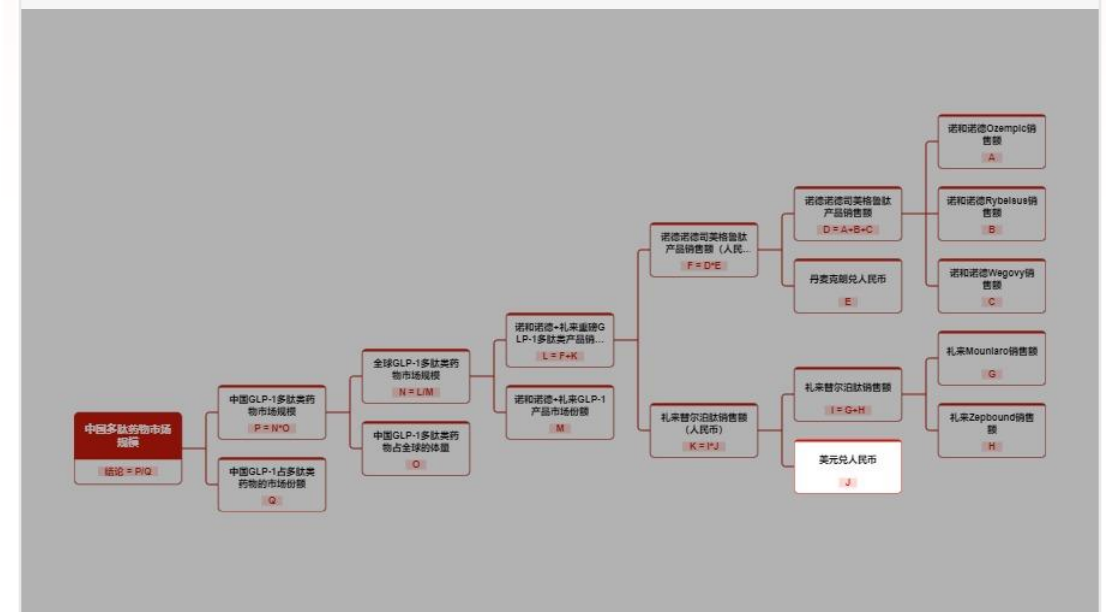 中国多肽药物市场
规模
结论 = P/Q
中国GLP-1多肽类药
物市场规模
P = N*O
中国GLP-1占多肽类
药物的市场份额
Q
全球GLP-1多肽类药
物市场规模
N = L/M
中国GLP-1多肽类药
物占全球的体量
O
诺和诺德+礼来重磅G
LP-1多肽类产品销...
L = F+K
诺和诺德+礼来GLP-1
产品市场份额
M
诺德诺德司美格鲁肽
产品销售额（人民...
F = D*E
礼来替尔泊肽销售额
（人民币）
K = I*J
诺德诺德司美格鲁肽
产品销售额
D = A+B+C
丹麦克朗兑人民币
E
礼来替尔泊肽销售额
I = G+H
美元兑人民币
J
诺和诺德Ozempic销
售额
A
诺和诺德Rybelsus销
售额
B
诺和诺德Wegovy销
售额
C
礼来Mounjaro销售额
G
礼来Zepbound销售
额
H